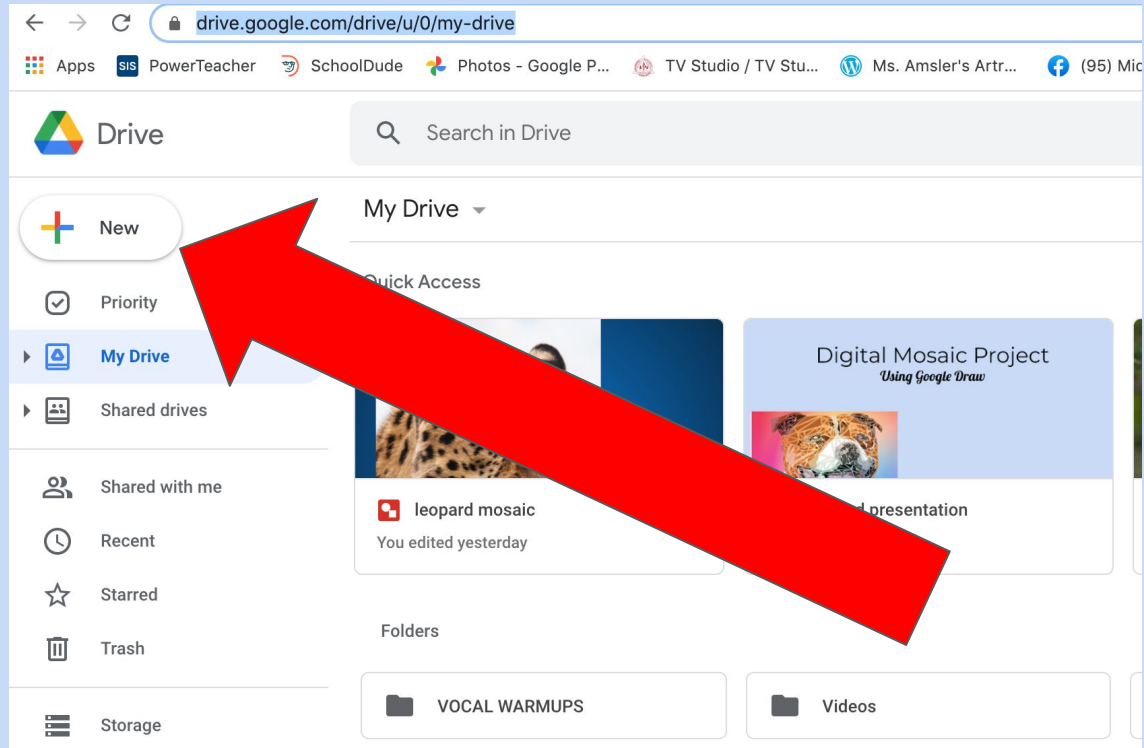 drive.google.com/drive/u/0/my-drive
Apps SIS PowerTeacher SchoolDude Photos - Google P... TV Studio / TV Stu... Ms. Amsler's Artr... (95) Mic
Drive Search in Drive
New My Drive
Quick Access
Priority
My Drive
Shared drives
Digital Mosaic Project
Using Google Draw
Shared with me
leopard mosaic presentation
You edited yesterday
Recent
Starred
Folders
Trash
VOCAL WARMUPS Videos
Storage